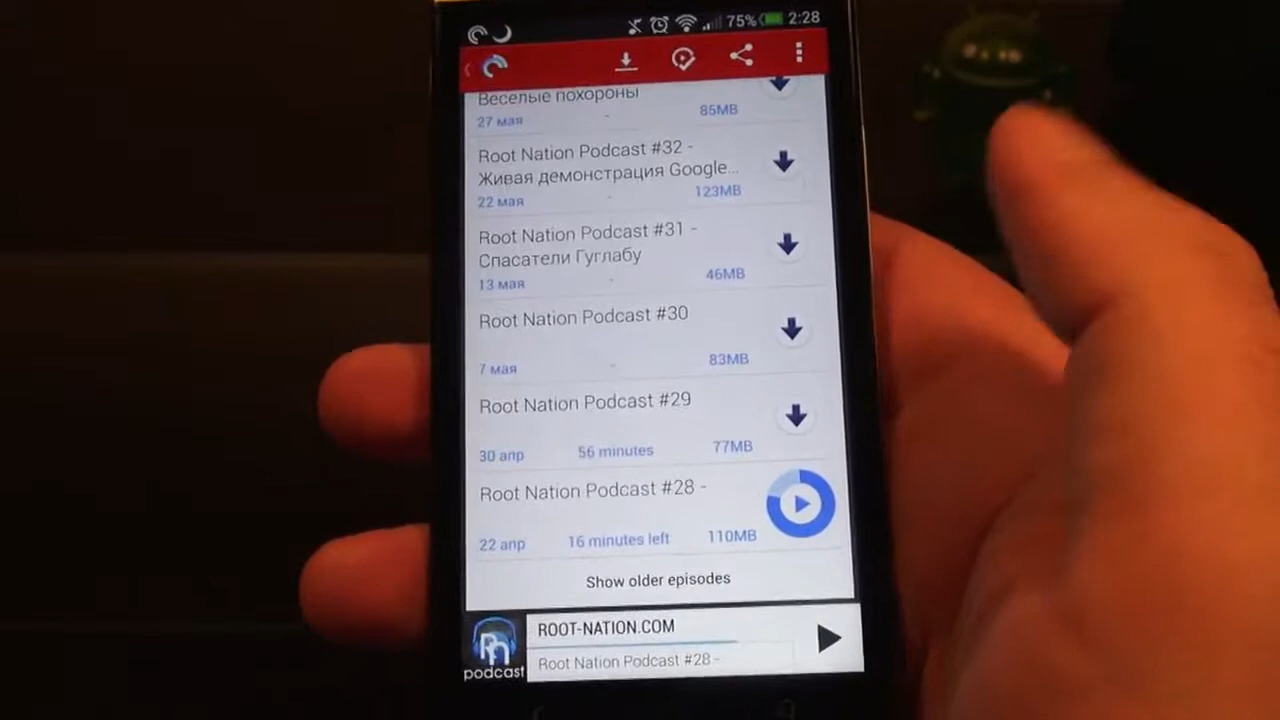 75% 2:28
Веселые похороны
27 мая - 85MB
Root Nation Podcast #32 -
Живая демонстрация Google...
22 мая - 123MB
Root Nation Podcast #31 -
Спасатели Гуглабу
13 мая - 46MB
Root Nation Podcast #30
7 мая - 83MB
Root Nation Podcast #29
30 апр 56 minutes 77MB
Root Nation Podcast #28 -
22 апр 16 minutes left 110MB
Show older episodes
ROOT-NATION.COM
Root Nation Podcast #28 -
Rn
podcast